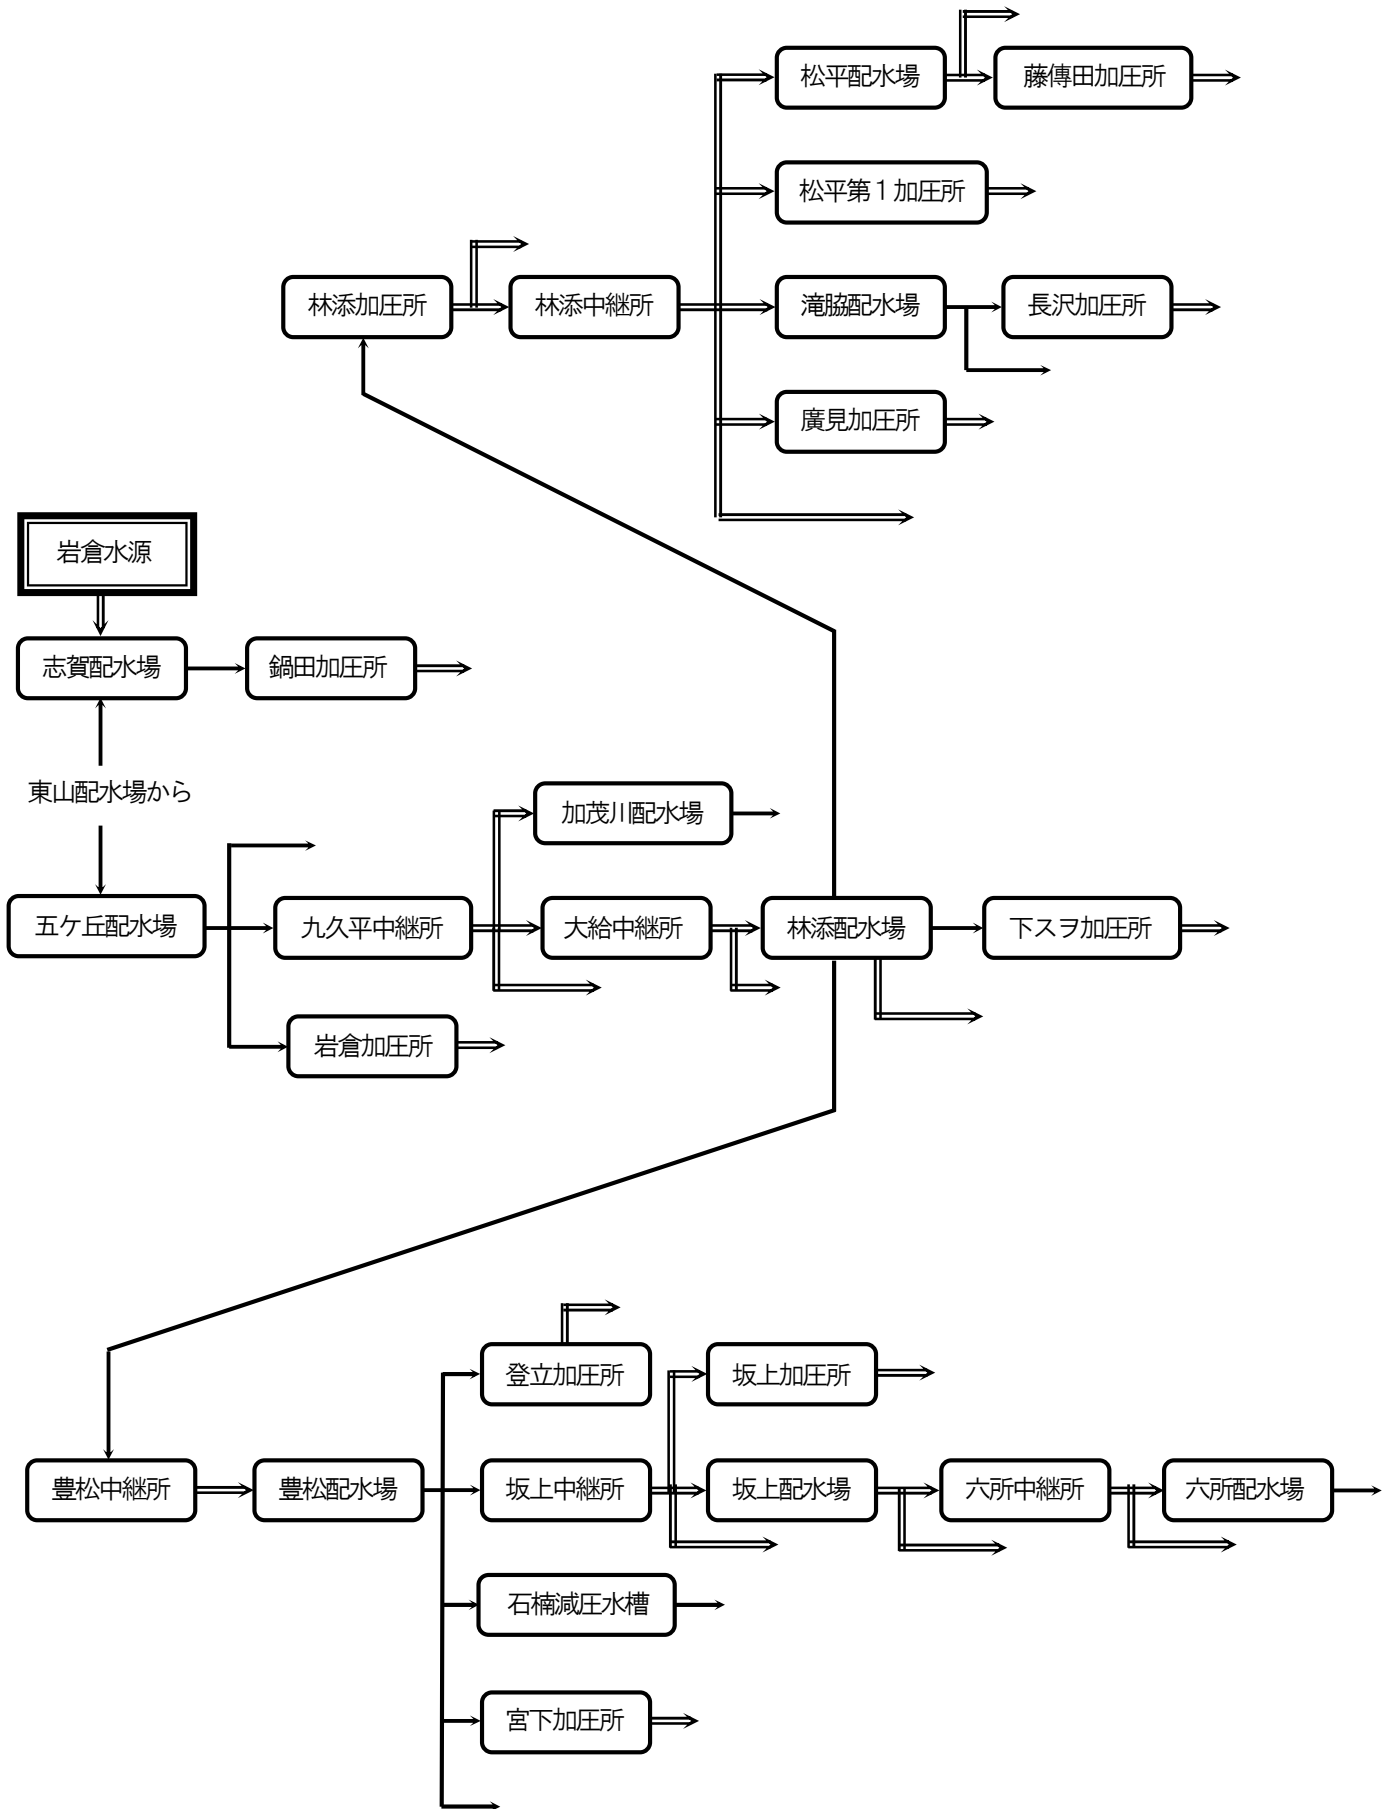 松平配水場
藤傳田加圧所
松平第１加圧所
林添加圧所
林添中継所
滝脇配水場
長沢加圧所
廣見加圧所
岩倉水源
志賀配水場
鍋田加圧所
東山配水場から
加茂川配水場
五ケ丘配水場
九久平中継所
大給中継所
林添配水場
下スヲ加圧所
岩倉加圧所
登立加圧所
坂上加圧所
豊松中継所
豊松配水場
坂上中継所
坂上配水場
六所中継所
六所配水場
石楠減圧水槽
宮下加圧所